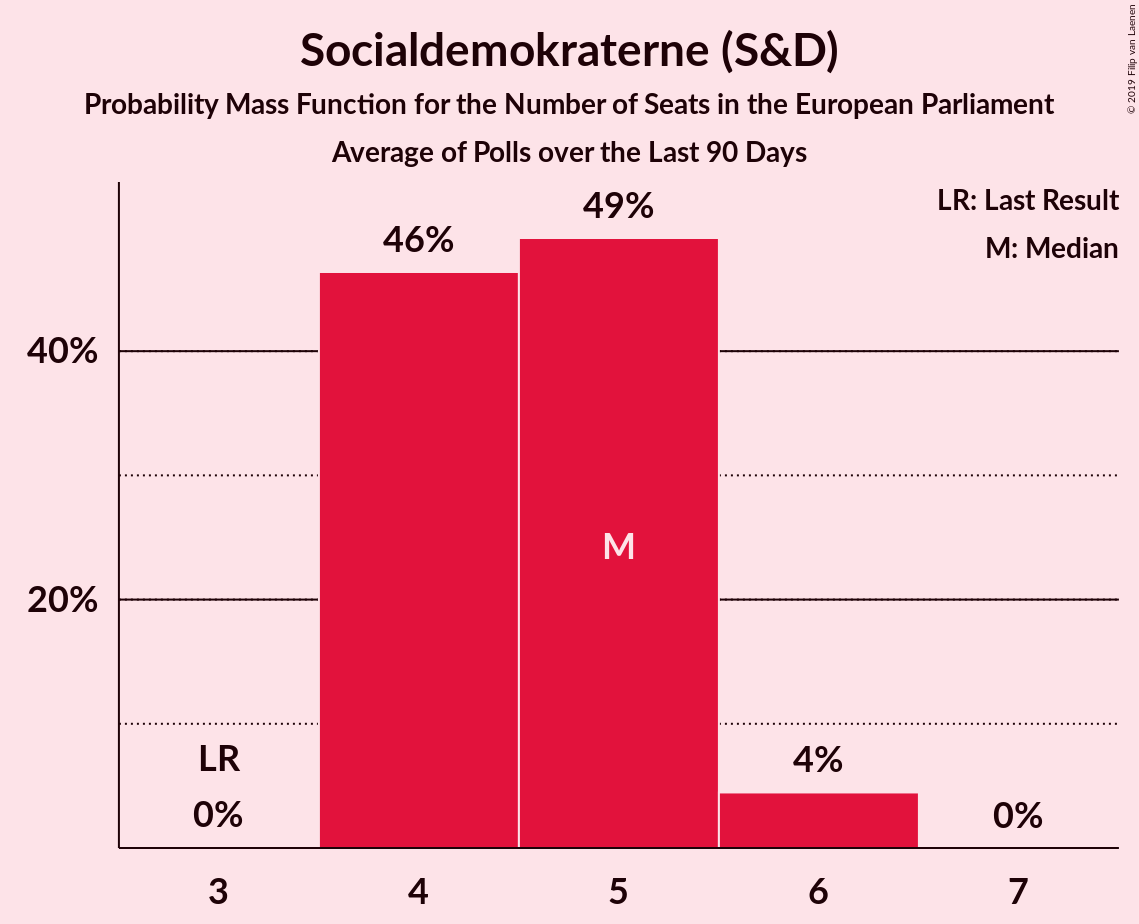 Socialdemokraterne (S&D)
Probability Mass Function for the Number of Seats in the European Parliament
Average of Polls over the Last 90 Days
© 2019 Filip van Laenen
LR: Last Result
M: Median
49%
46%
40%
M
20%
LR
4%
0%
0%
3 4 5 6 7